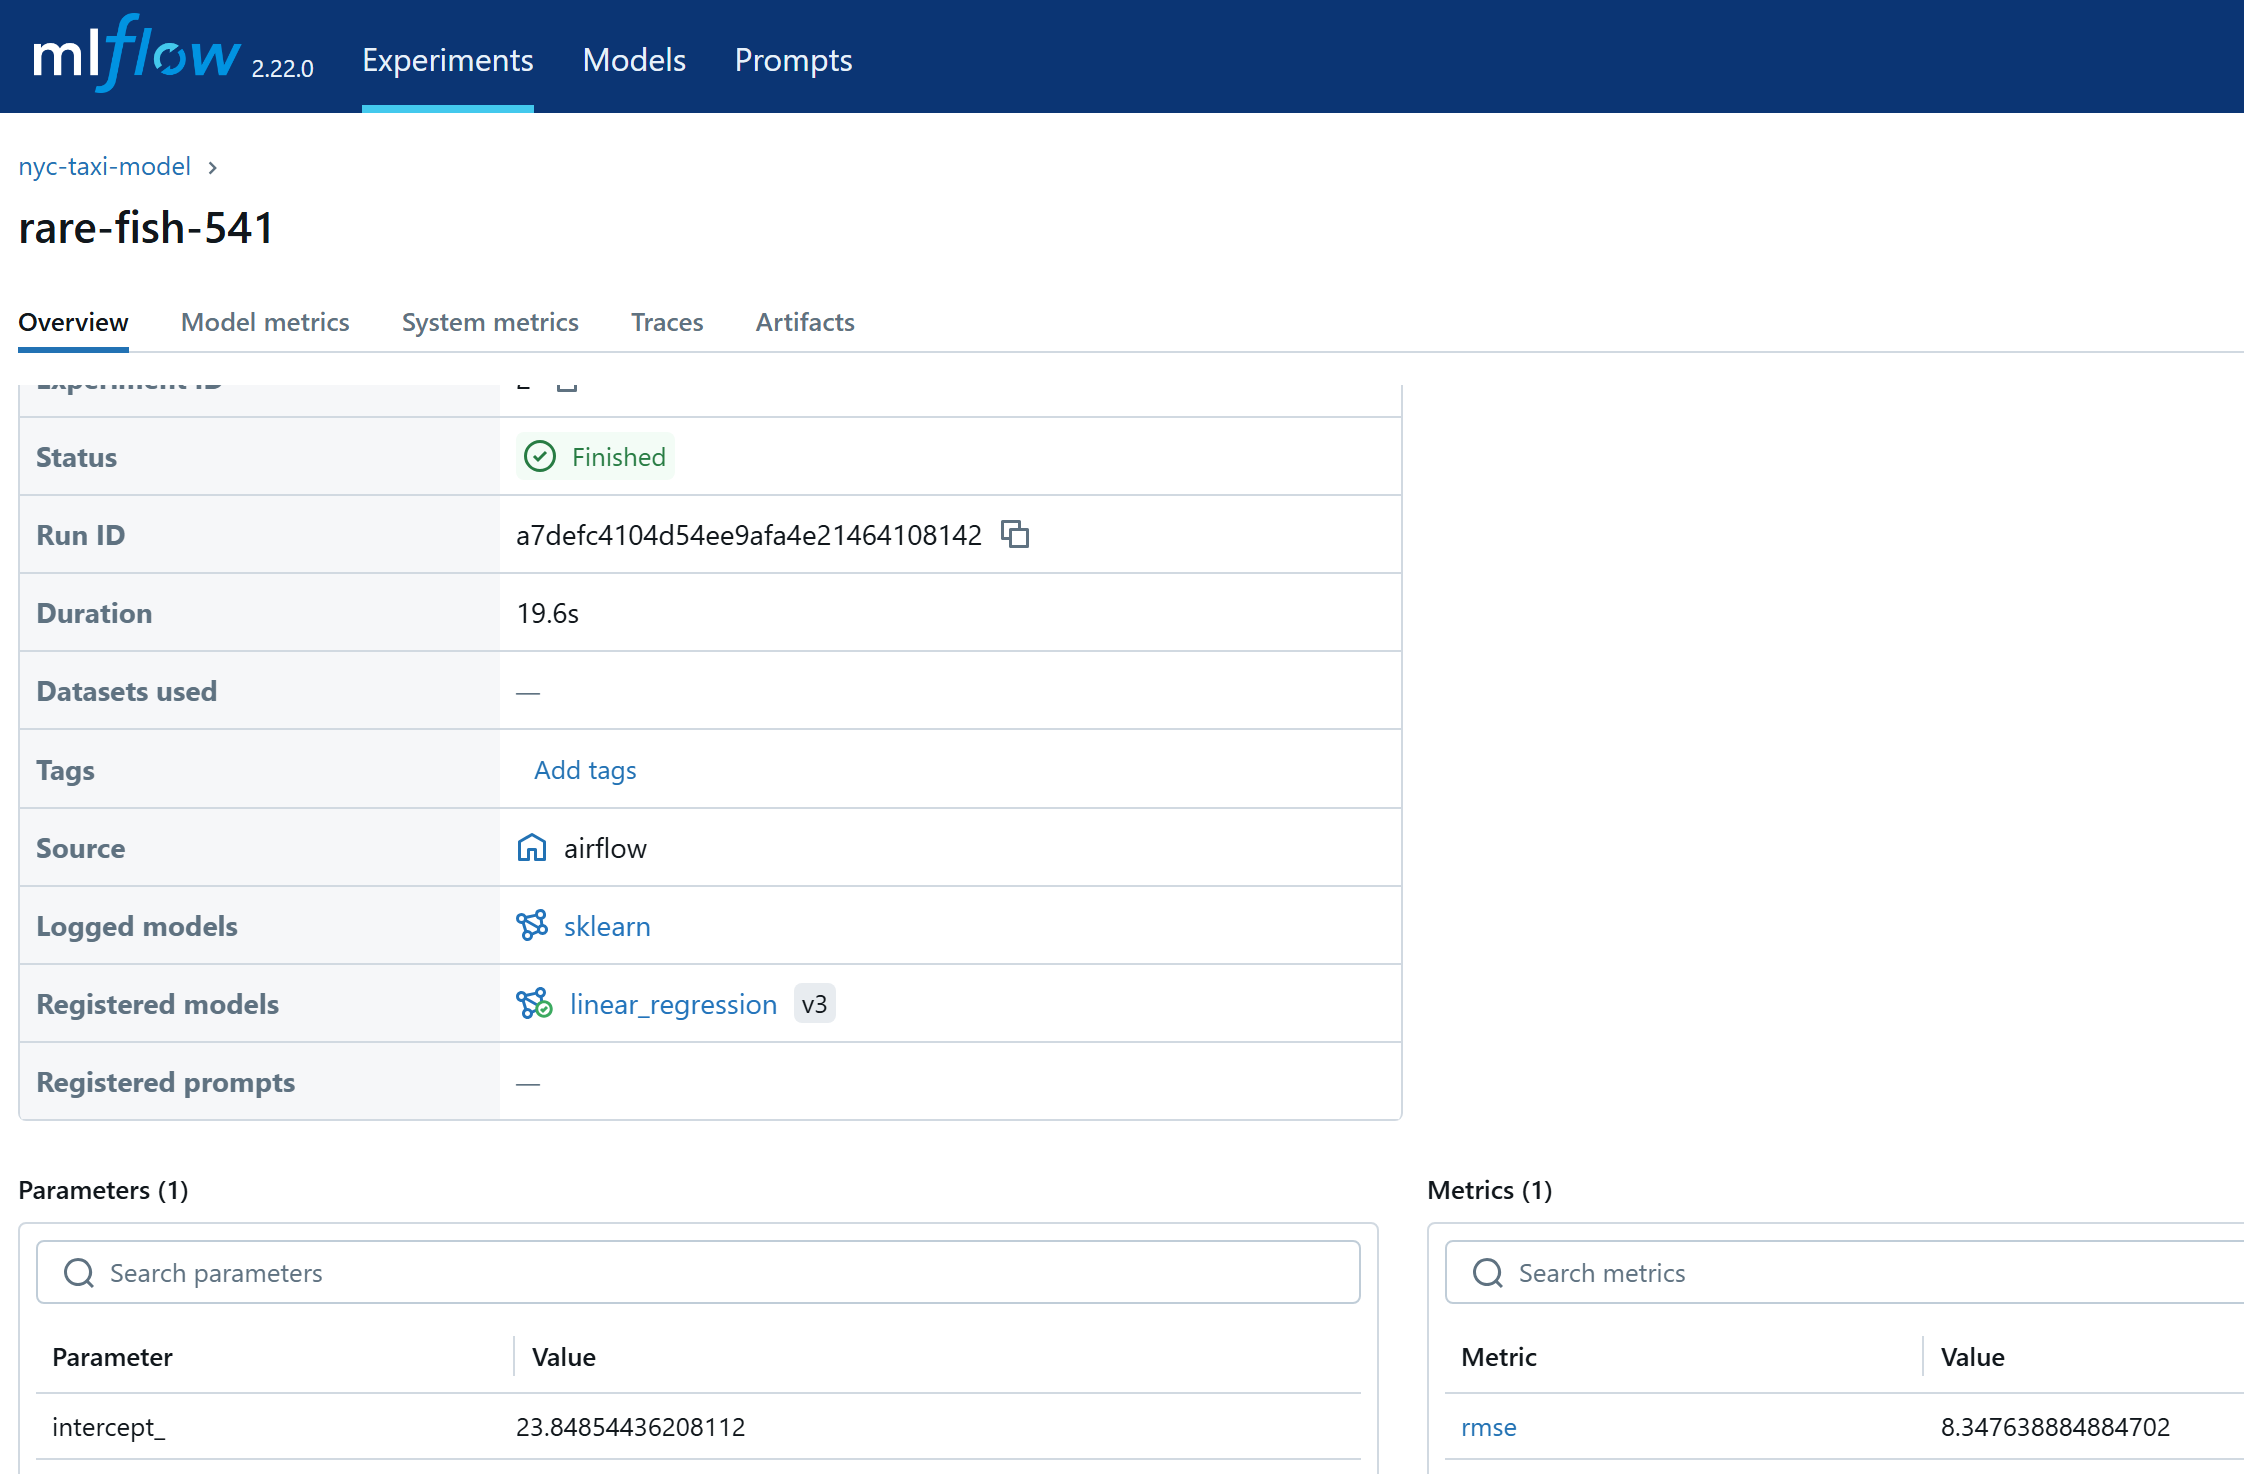 mlflow 2.22.0 Experiments Models Prompts
nyc-taxi-model
rare-fish-541
Overview Model metrics System metrics Traces Artifacts
Experiment ID
Status Finished
Run ID a7defc4104d54ee9afa4e21464108142
Duration 19.6s
Datasets used —
Tags Add tags
Source airflow
Logged models sklearn
Registered models linear_regression v3
Registered prompts —
Parameters (1) Metrics (1)
Search parameters Search metrics
Parameter Value Metric Value
intercept_ 23.84854436208112 rmse 8.347638884884702